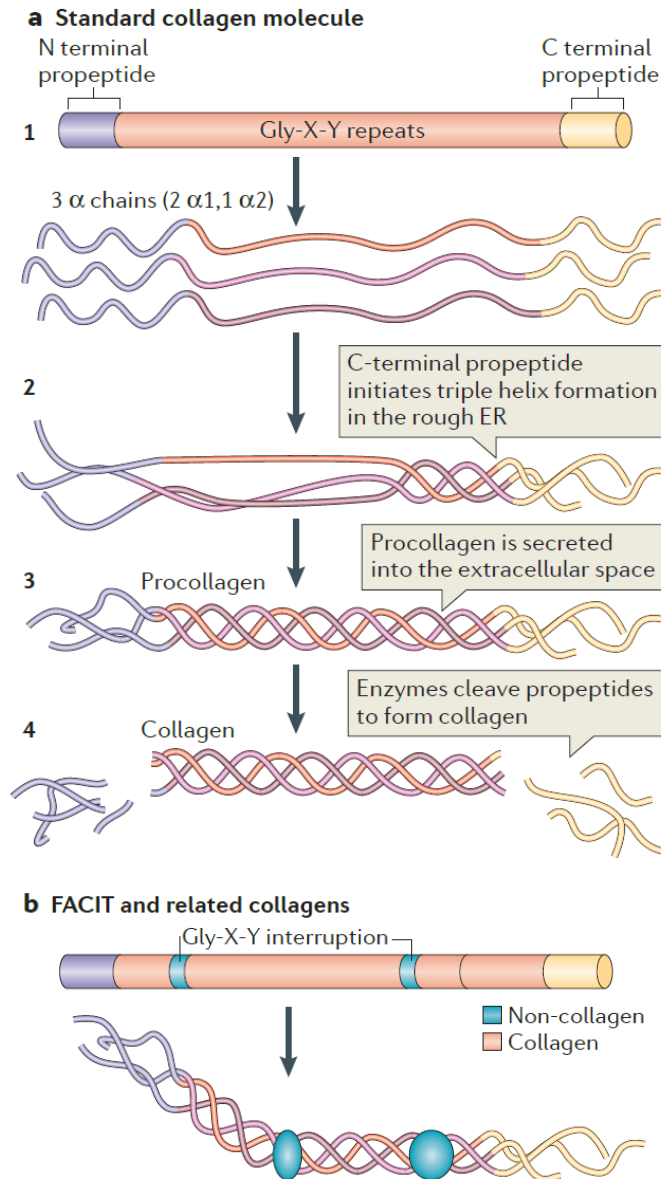 a Standard collagen molecule
N terminal
propeptide
C terminal
propeptide
1
Gly-X-Y repeats
3 α chains (2 α1,1 α2)
C-terminal propeptide
initiates triple helix formation
in the rough ER
2
Procollagen is secreted
into the extracellular space
3
Procollagen
Enzymes cleave propeptides
to form collagen
4
Collagen
b FACIT and related collagens
Gly-X-Y interruption
Non-collagen
Collagen